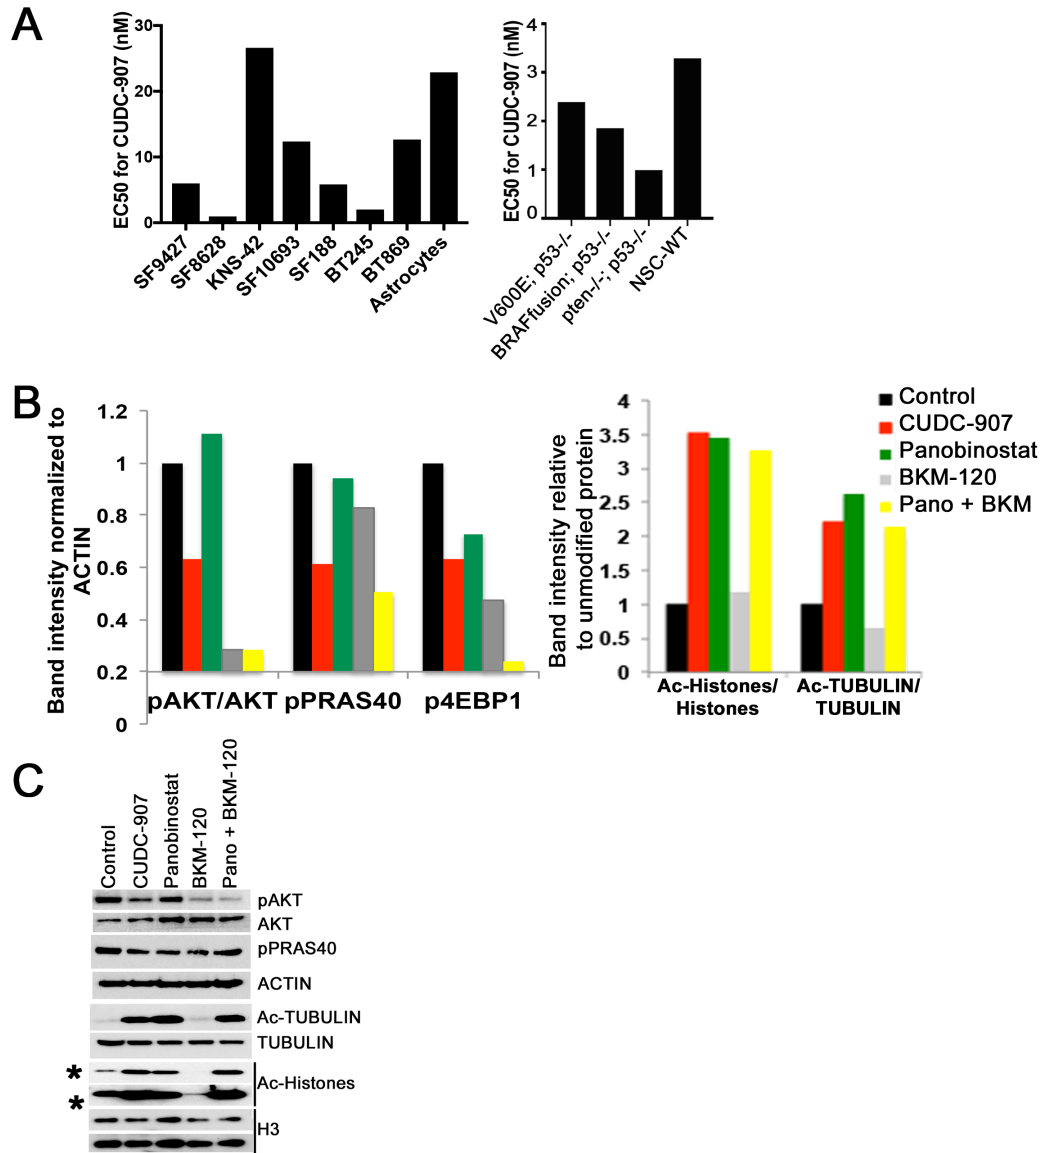 A
EC50 for CUDC-907 (nM)
30
20
10
0
SF9427
SF8628
KNS-42
SF10693
SF188
BT245
BT869
Astrocytes
EC50 for CUDC-907 (nM)
4
3
2
1
0
V600E; p53-/-
BRAFfusion; p53-/-
pten-/-; p53-/-
NSC-WT
B
Band intensity normalized to
ACTIN
1.2
1
0.8
0.6
0.4
0.2
0
pAKT/AKT
pPRAS40
p4EBP1
Band intensity relative
to unmodified protein
4
3.5
3
2.5
2
1.5
1
0.5
0
Ac-Histones/
Histones
Ac-TUBULIN/
TUBULIN
Control
CUDC-907
Panobinostat
BKM-120
Pano + BKM
C
Control
CUDC-907
Panobinostat
BKM-120
Pano + BKM-120
pAKT
AKT
pPRAS40
ACTIN
Ac-TUBULIN
TUBULIN
*
Ac-Histones
*
H3